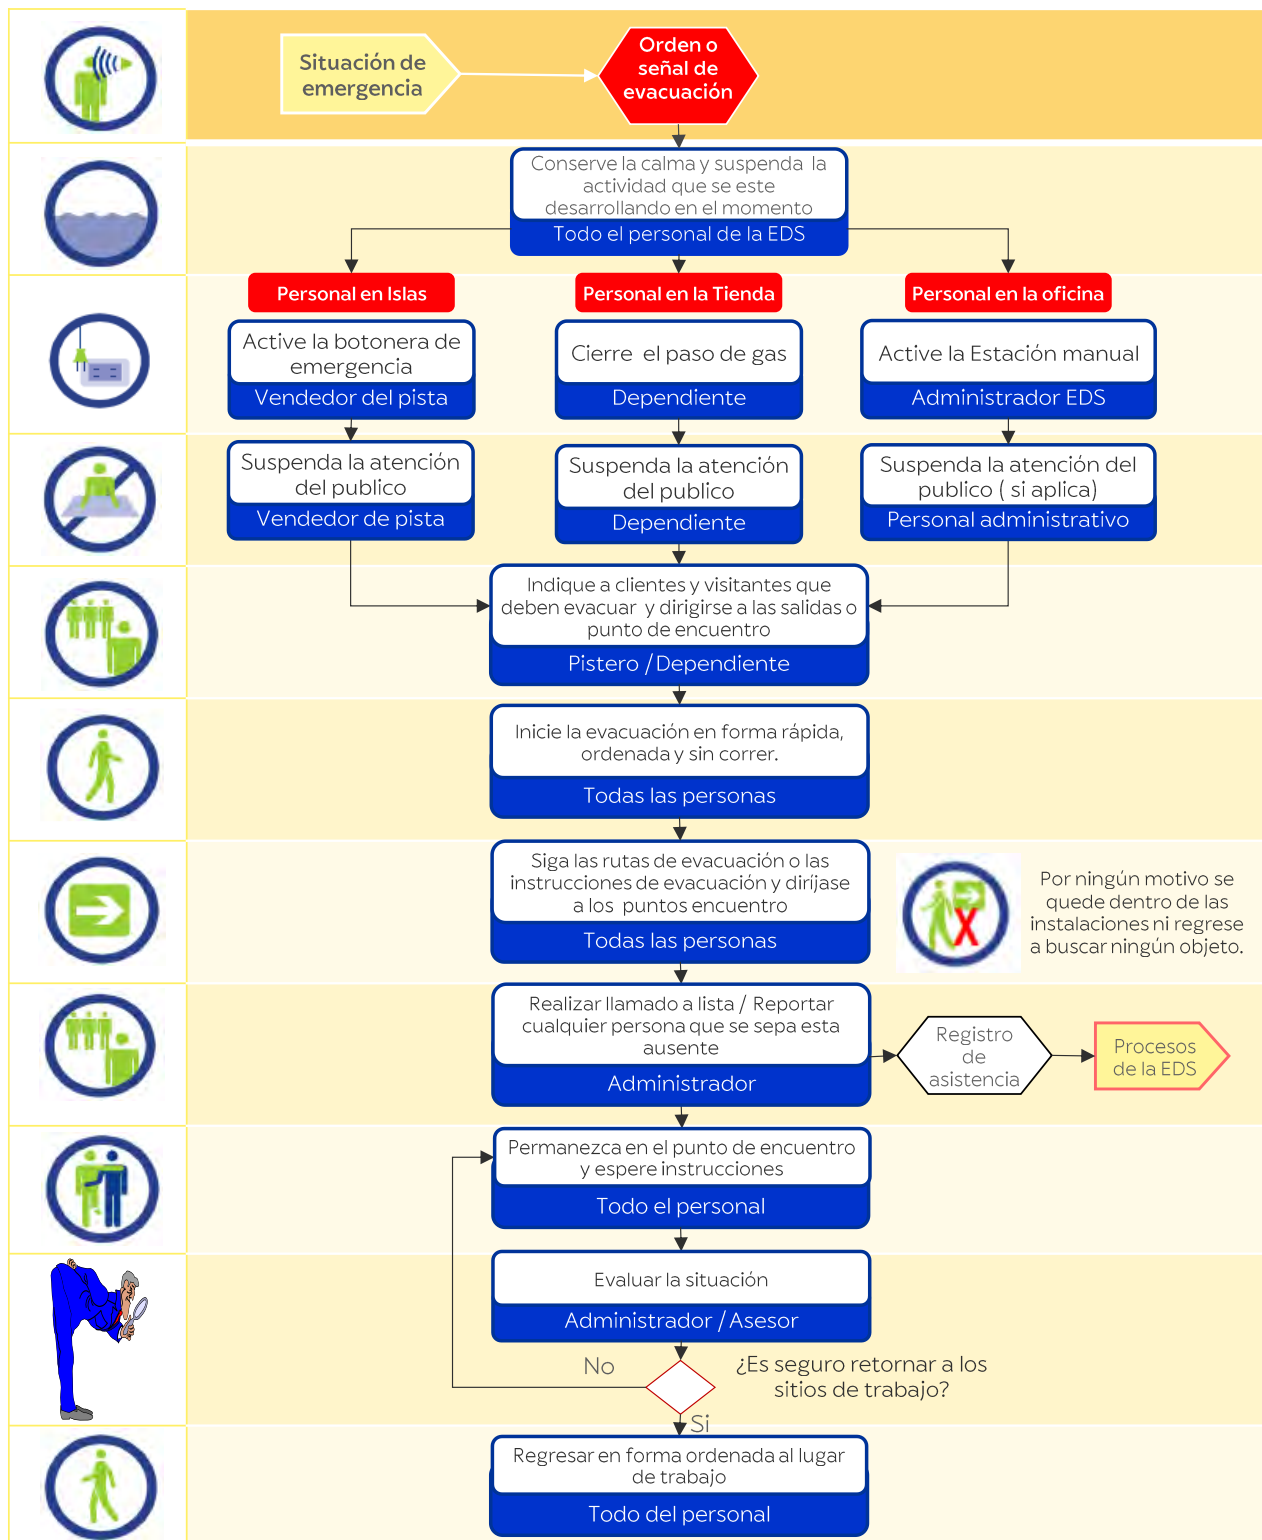 Situación de
emergencia
Orden o
señal de
evacuación
Conserve la calma y suspenda la
actividad que se este
desarrollando en el momento
Todo el personal de la EDS
Personal en Islas
Personal en la Tienda
Personal en la oficina
Active la botonera de
emergencia
Vendedor del pista
Cierre el paso de gas
Dependiente
Active la Estación manual
Administrador EDS
Suspenda la atención
del publico
Vendedor de pista
Suspenda la atención
del publico
Dependiente
Suspenda la atención del
publico ( si aplica)
Personal administrativo
Indique a clientes y visitantes que
deben evacuar y dirigirse a las salidas o
punto de encuentro
Pistero /Dependiente
Inicie la evacuación en forma rápida,
ordenada y sin correr.
Todas las personas
Siga las rutas de evacuación o las
instrucciones de evacuación y diríjase
a los puntos encuentro
Todas las personas
X
Por ningún motivo se
quede dentro de las
instalaciones ni regrese
a buscar ningún objeto.
Realizar llamado a lista / Reportar
cualquier persona que se sepa esta
ausente
Administrador
Registro
de
asistencia
Procesos
de la EDS
Permanezca en el punto de encuentro
y espere instrucciones
Todo el personal
Evaluar la situación
Administrador /Asesor
No
¿Es seguro retornar a los
sitios de trabajo?
Si
Regresar en forma ordenada al lugar
de trabajo
Todo del personal